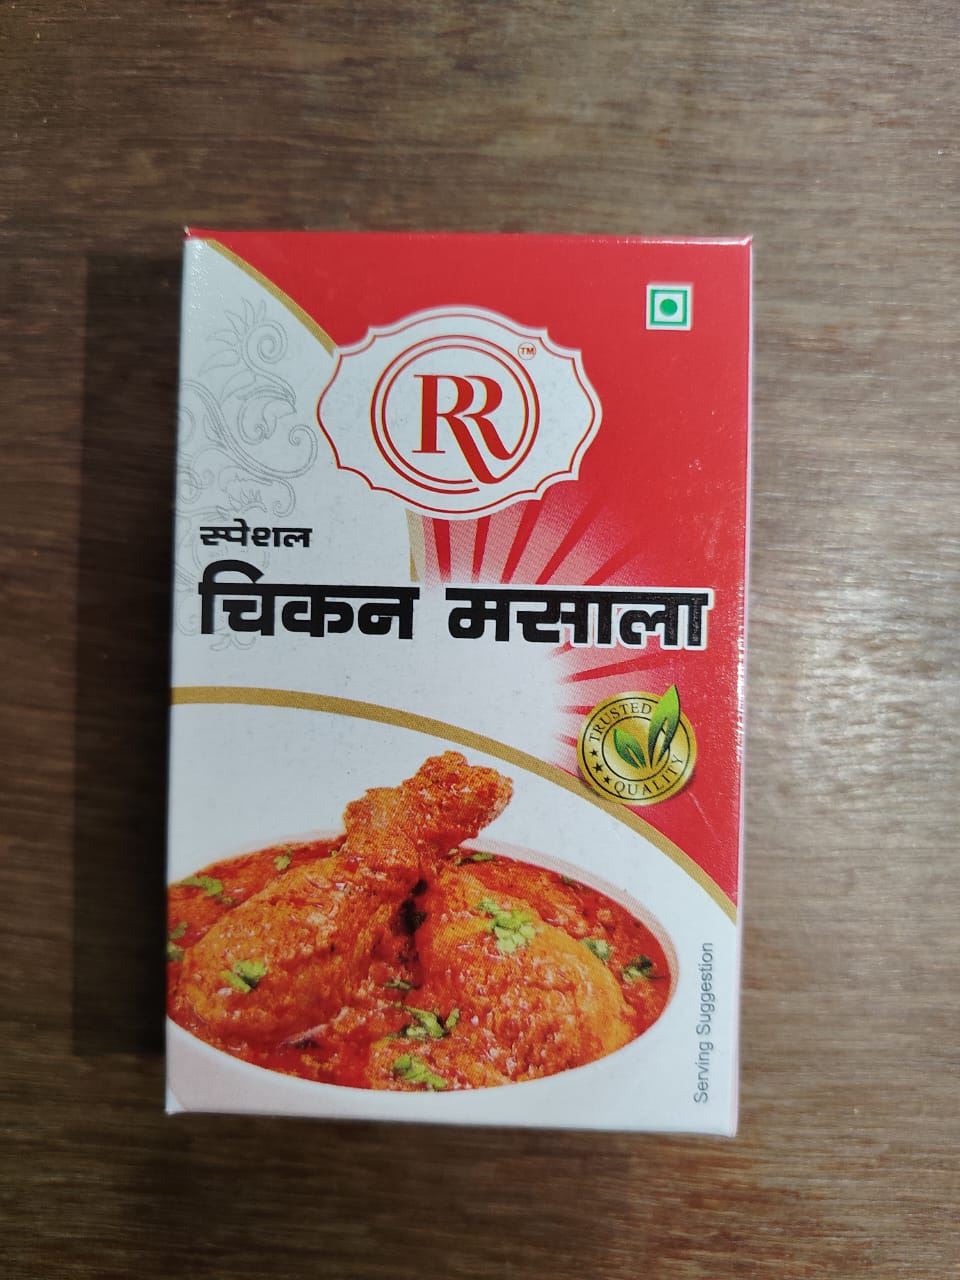 RR
TM
स्पेशल
चिकन मसाला
TRUSTED
QUALITY
Serving Suggestion